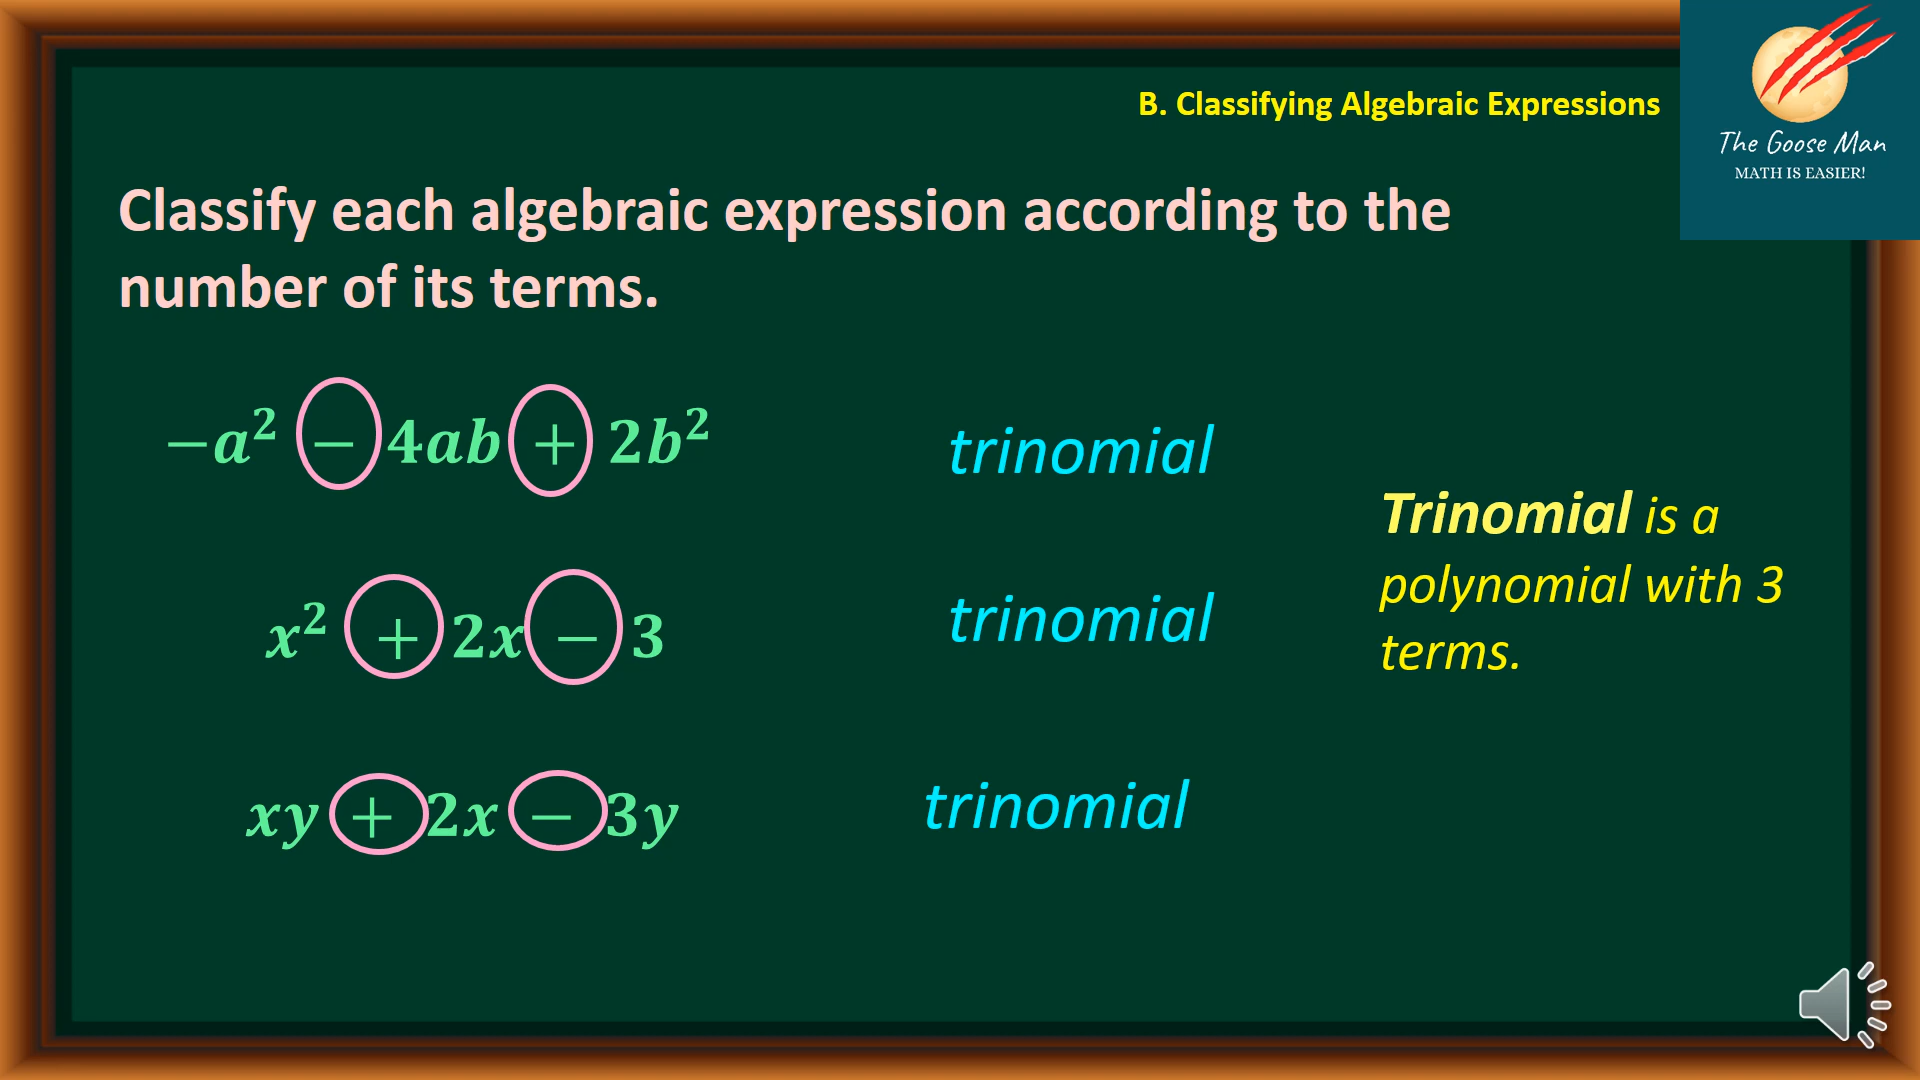 B. Classifying Algebraic Expressions
The Goose Man
MATH IS EASIER!
Classify each algebraic expression according to the
number of its terms.
−a² − 4ab + 2b²
trinomial
x² + 2x − 3
trinomial
xy + 2x − 3y
trinomial
Trinomial is a
polynomial with 3
terms.